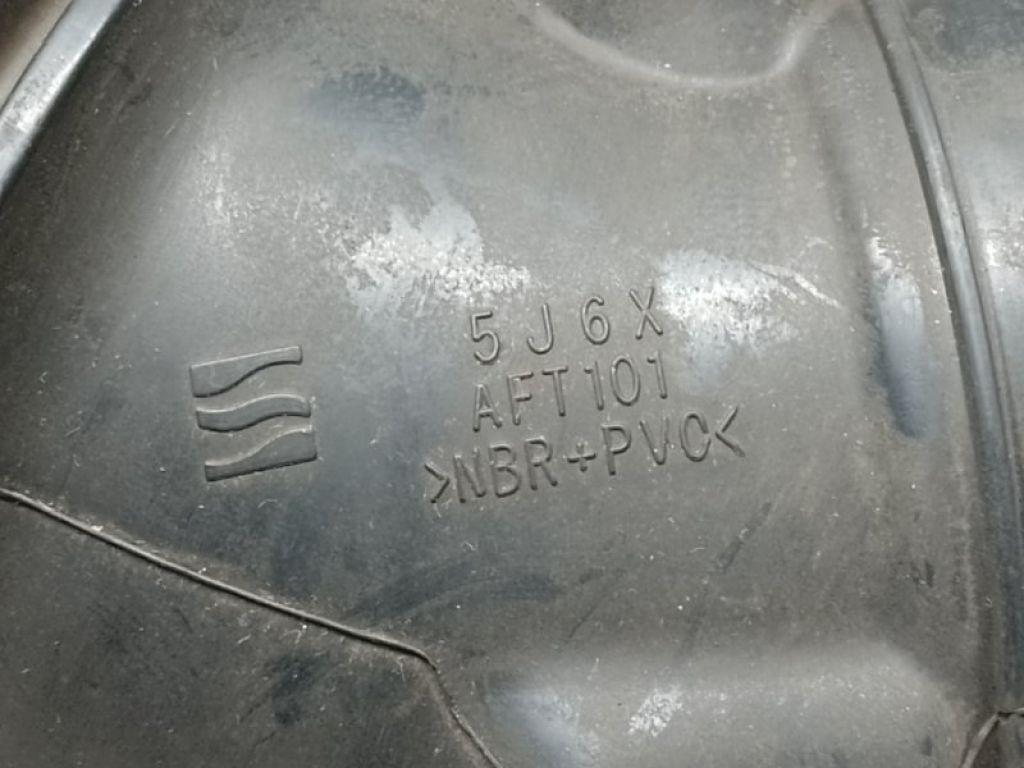 5J6X
AFT101
>NBR+PVC<